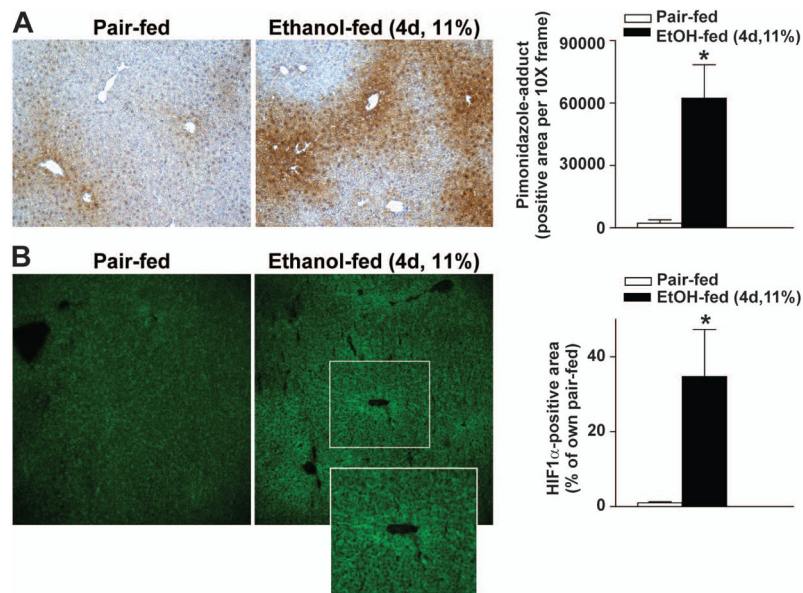 A
Pair-fed
Ethanol-fed (4d, 11%)
Pair-fed
EtOH-fed (4d,11%)
Pimonidazole-adduct
(positive area per 10X frame)
90000
60000
30000
0
*
B
Pair-fed
Ethanol-fed (4d, 11%)
Pair-fed
EtOH-fed (4d,11%)
HIF1α-positive area
(% of own pair-fed)
40
20
0
*